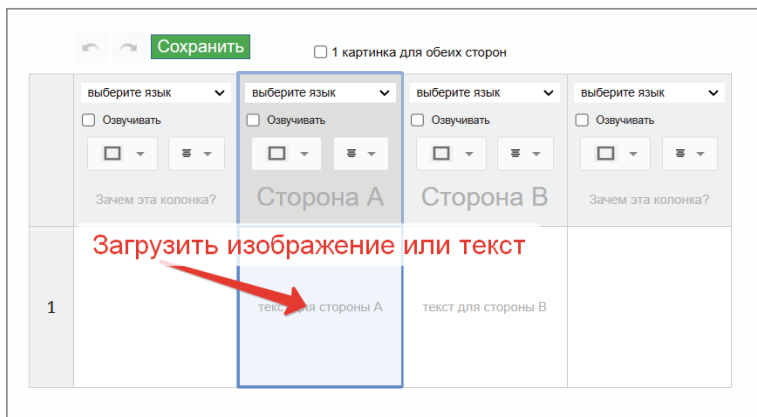 Сохранить
1 картинка для обеих сторон
выберите язык выберите язык выберите язык выберите язык
Озвучивать Озвучивать Озвучивать Озвучивать
Зачем эта колонка? Сторона A Сторона B Зачем эта колонка?
Загрузить изображение или текст
1 текст для стороны A текст для стороны B